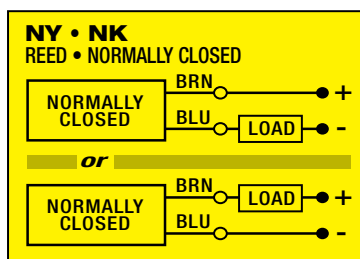 NY • NK
REED • NORMALLY CLOSED
NORMALLY
CLOSED
BRN
+
BLU
LOAD
-
or
NORMALLY
CLOSED
BRN
LOAD
+
BLU
-